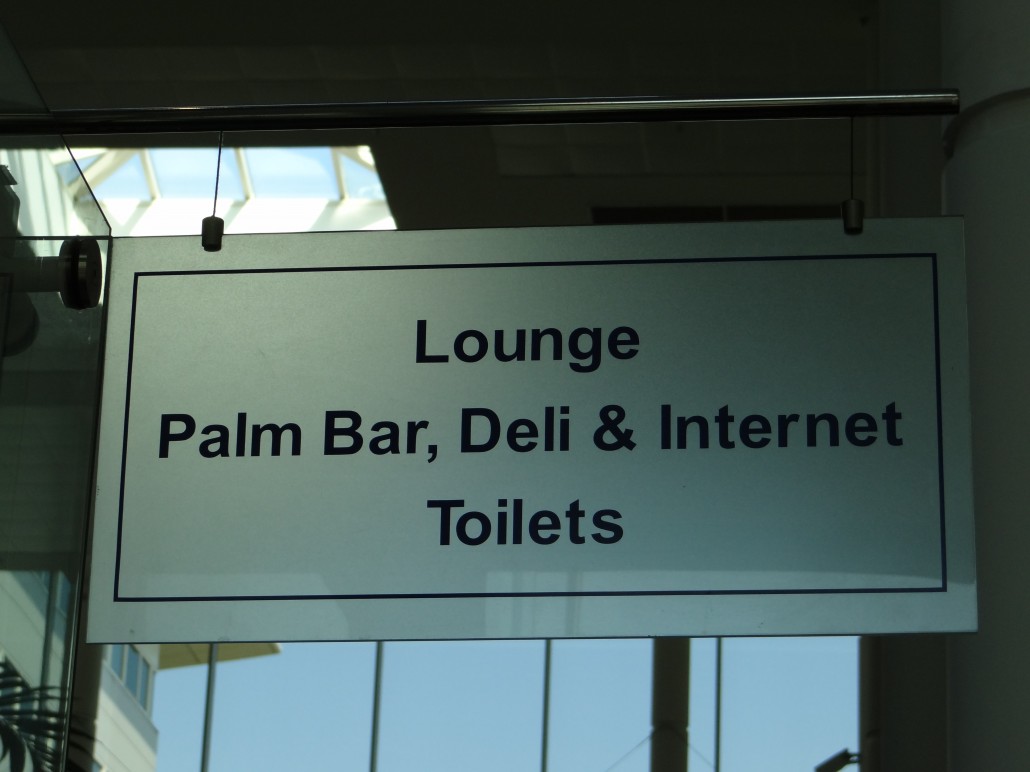 Lounge
Palm Bar, Deli & Internet
Toilets